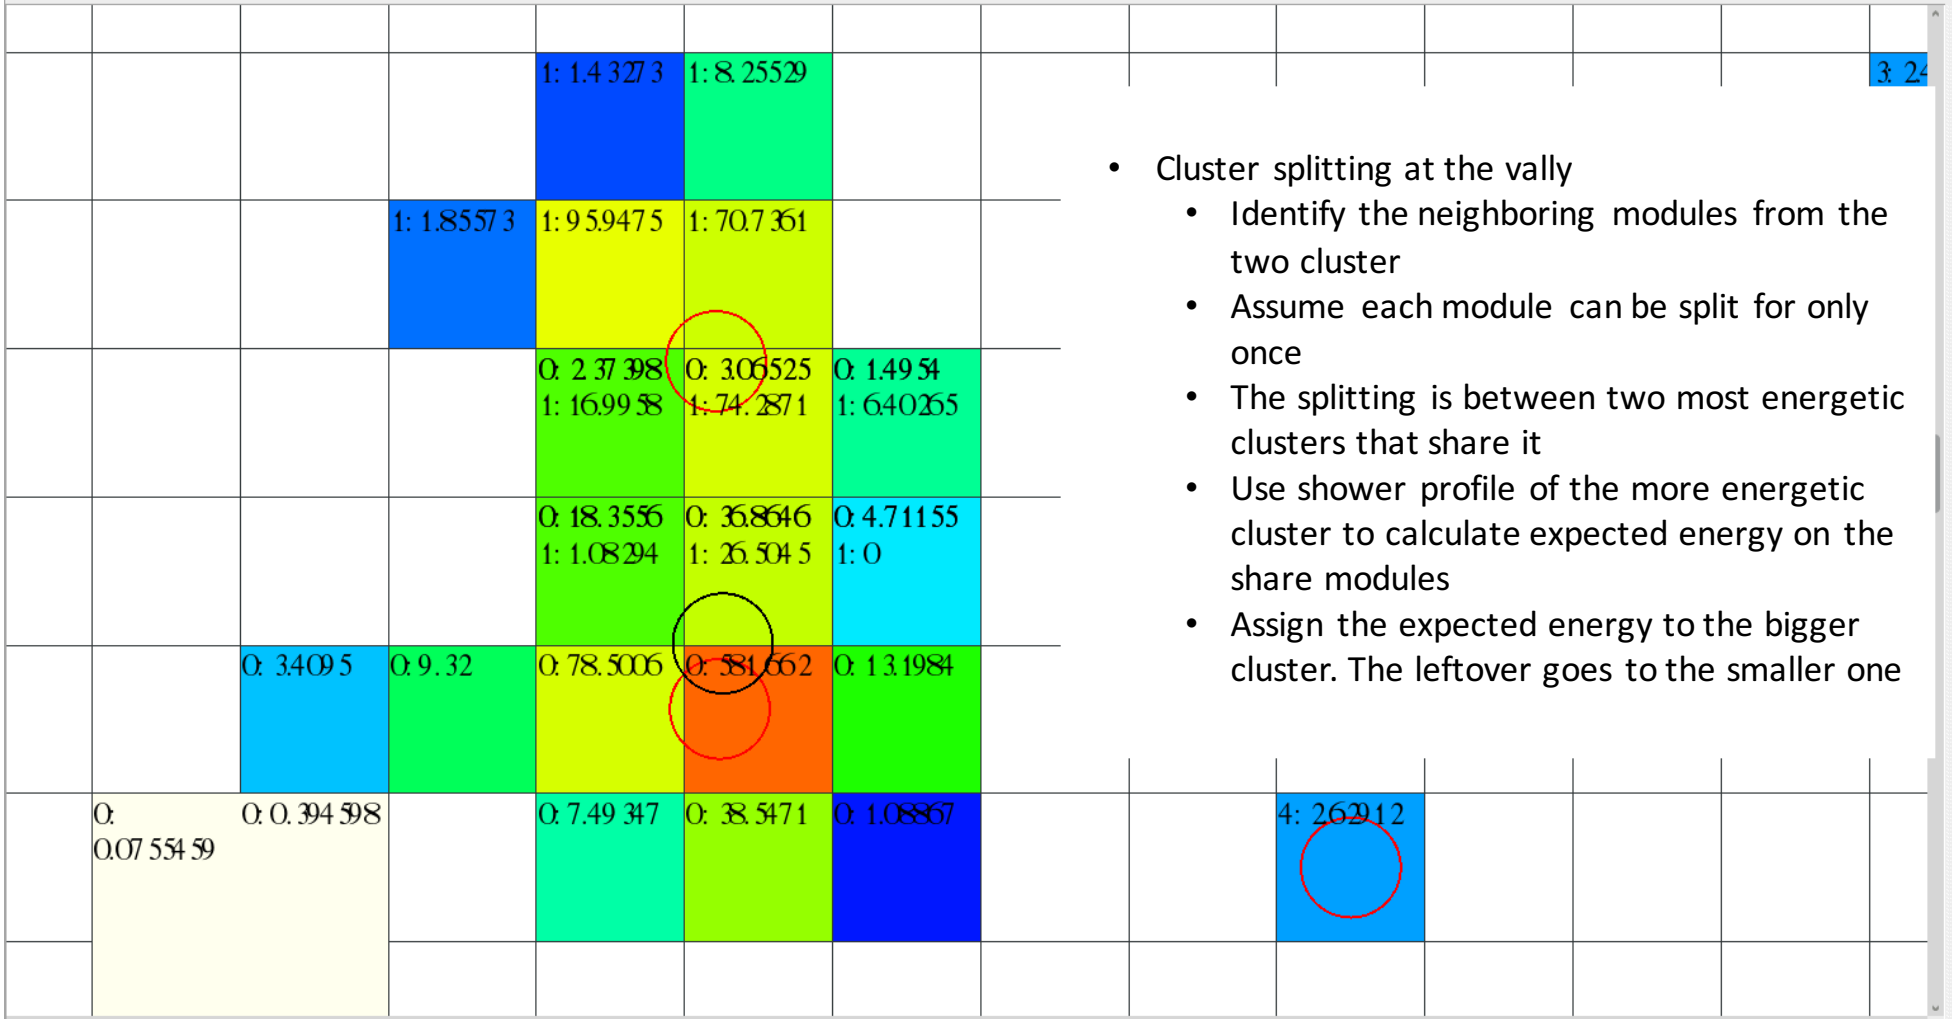 1: 1.43273
1: 8.25529
3: 2.4
1: 1.85573
1: 95.9475
1: 70.7361
0: 2.37398
1: 16.9958
0: 3.06525
1: 74.2871
0: 1.4954
1: 6.40265
0: 18.3556
1: 1.08294
0: 36.8646
1: 26.5045
0: 4.71155
1: 0
0: 3.4095
0: 9.32
0: 78.5006
0: 581.662
0: 13.1984
0:
0.0755459
0: 0.394598
0: 7.49347
0: 38.5471
0: 1.08867
4: 2.62912
• Cluster splitting at the vally
• Identify the neighboring modules from the
two cluster
• Assume each module can be split for only
once
• The splitting is between two most energetic
clusters that share it
• Use shower profile of the more energetic
cluster to calculate expected energy on the
share modules
• Assign the expected energy to the bigger
cluster. The leftover goes to the smaller one